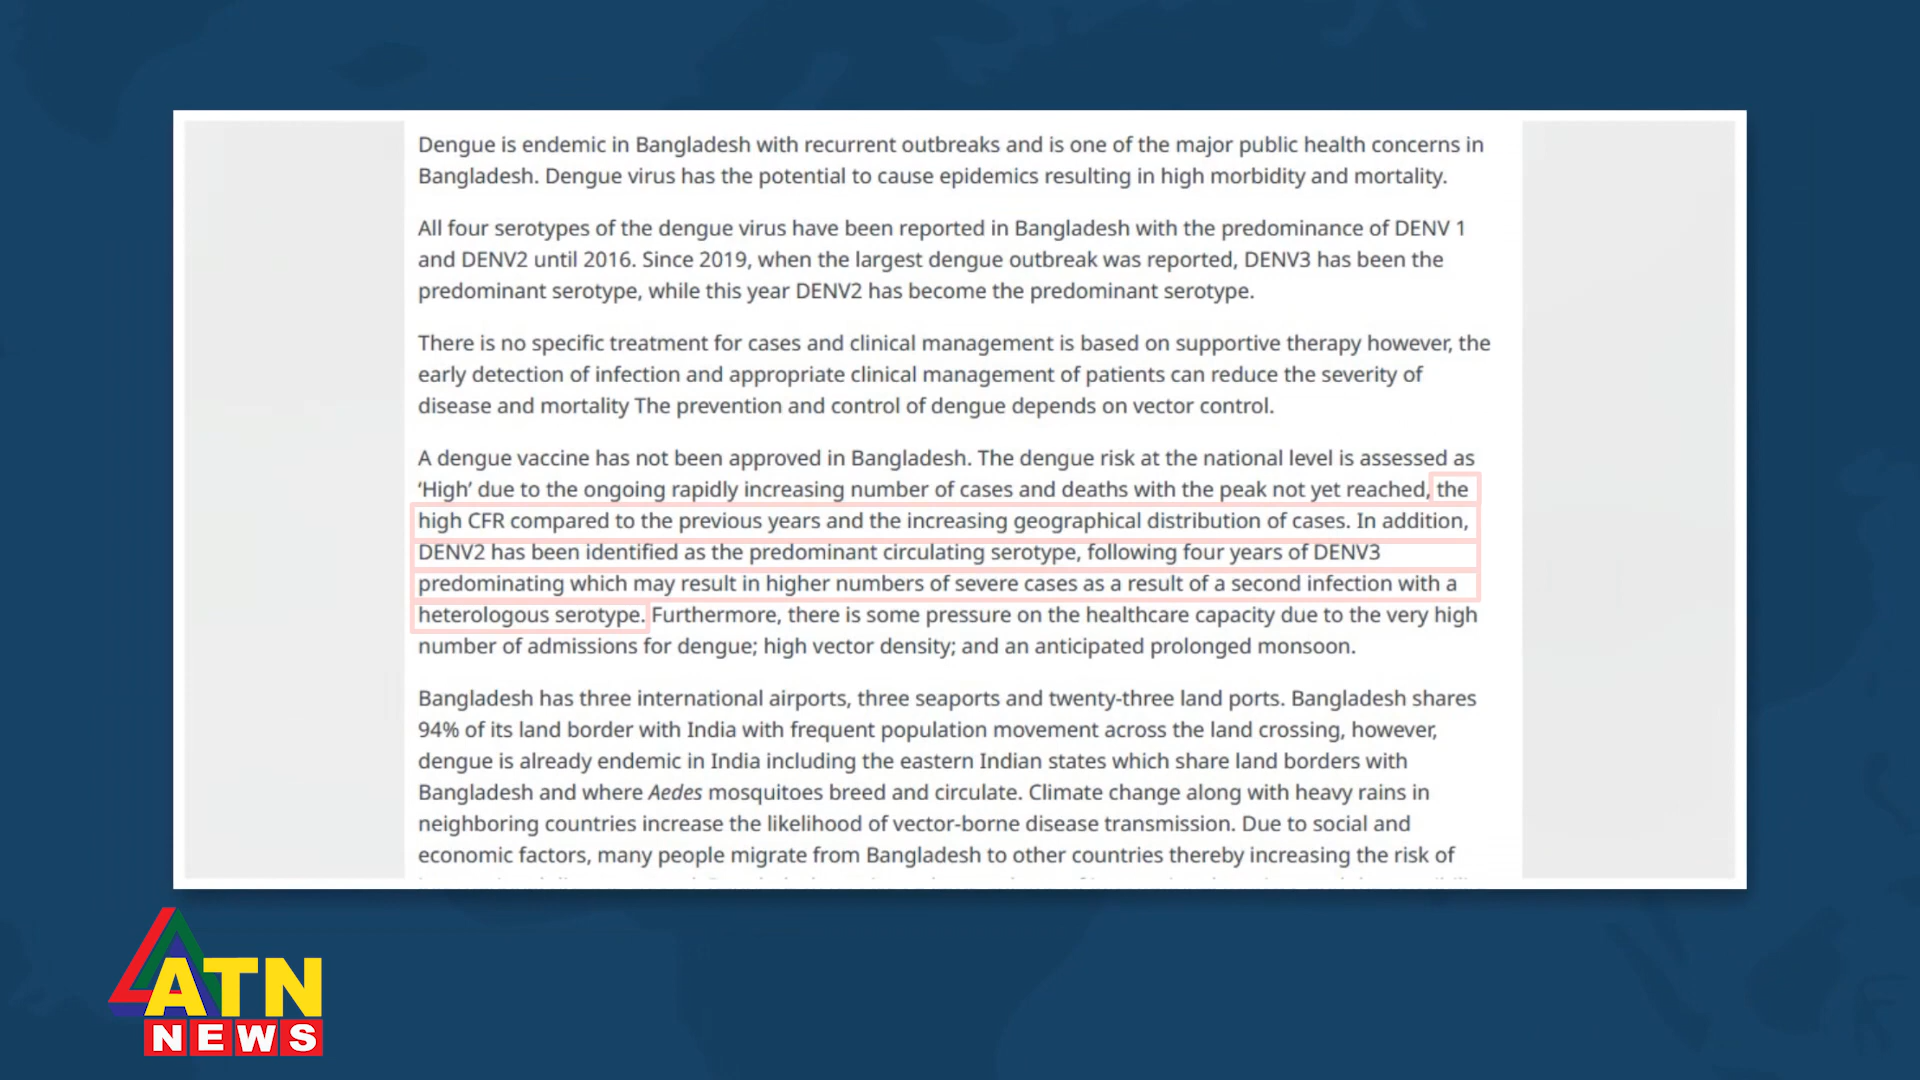 Dengue is endemic in Bangladesh with recurrent outbreaks and is one of the major public health concerns in
Bangladesh. Dengue virus has the potential to cause epidemics resulting in high morbidity and mortality.
All four serotypes of the dengue virus have been reported in Bangladesh with the predominance of DENV 1
and DENV2 until 2016. Since 2019, when the largest dengue outbreak was reported, DENV3 has been the
predominant serotype, while this year DENV2 has become the predominant serotype.
There is no specific treatment for cases and clinical management is based on supportive therapy however, the
early detection of infection and appropriate clinical management of patients can reduce the severity of
disease and mortality The prevention and control of dengue depends on vector control.
A dengue vaccine has not been approved in Bangladesh. The dengue risk at the national level is assessed as
‘High’ due to the ongoing rapidly increasing number of cases and deaths with the peak not yet reached, the
high CFR compared to the previous years and the increasing geographical distribution of cases. In addition,
DENV2 has been identified as the predominant circulating serotype, following four years of DENV3
predominating which may result in higher numbers of severe cases as a result of a second infection with a
heterologous serotype. Furthermore, there is some pressure on the healthcare capacity due to the very high
number of admissions for dengue; high vector density; and an anticipated prolonged monsoon.
Bangladesh has three international airports, three seaports and twenty-three land ports. Bangladesh shares
94% of its land border with India with frequent population movement across the land crossing, however,
dengue is already endemic in India including the eastern Indian states which share land borders with
Bangladesh and where Aedes mosquitoes breed and circulate. Climate change along with heavy rains in
neighboring countries increase the likelihood of vector-borne disease transmission. Due to social and
economic factors, many people migrate from Bangladesh to other countries thereby increasing the risk of
ATN
NEWS